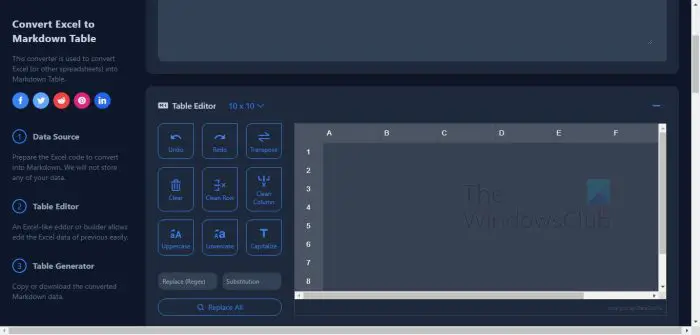 Convert Excel to
Markdown Table
This converter is used to convert
Excel (or other spreadsheets) into
Markdown Table.
1 Data Source
Prepare the Excel code to convert
into Markdown. We will not store
any of your data.
2 Table Editor
An Excel-like editor or builder allows
edit the Excel data of previous easily.
3 Table Generator
Copy or download the converted
Markdown data.
Table Editor 10 x 10
Undo Redo Transpose
Clear Clean Row Clean
Column
Uppercase Lowercase Capitalize
Replace (Regex) Substitution
Replace All
A B C D E F
1
2
3
4
5
6
7
8
The
WindowsClub